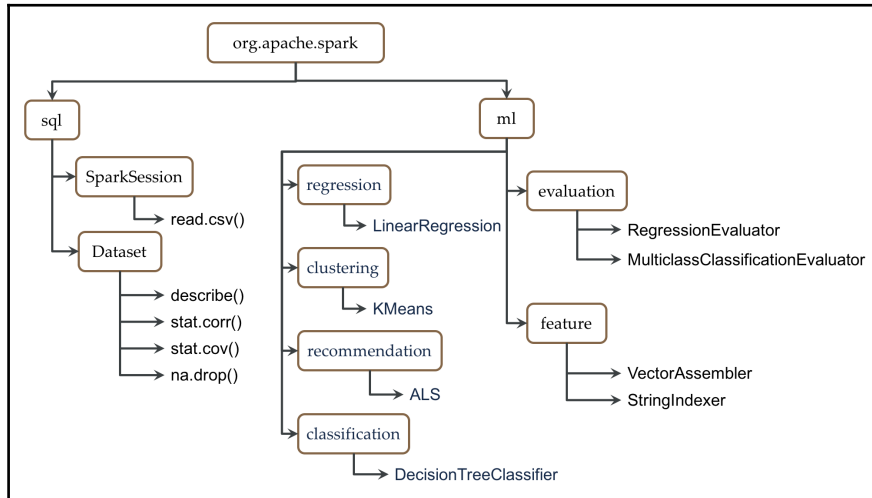 org.apache.spark
sql
ml
SparkSession
read.csv()
Dataset
describe()
stat.corr()
stat.cov()
na.drop()
regression
LinearRegression
clustering
KMeans
recommendation
ALS
classification
DecisionTreeClassifier
evaluation
RegressionEvaluator
MulticlassClassificationEvaluator
feature
VectorAssembler
StringIndexer